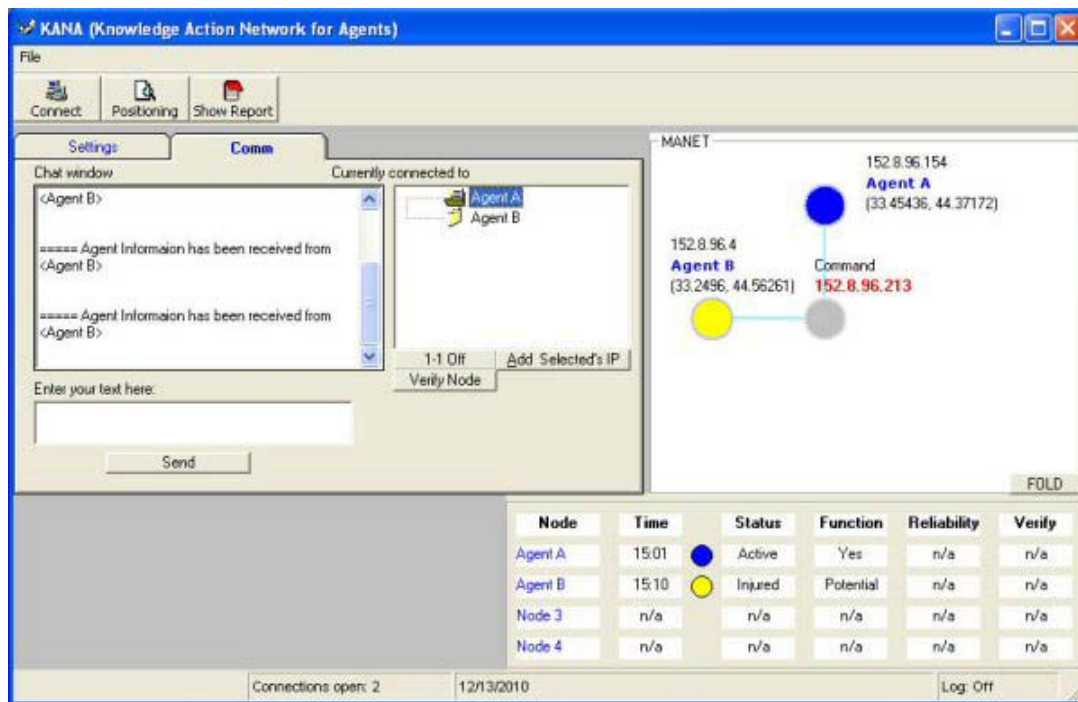 KANA (Knowledge Action Network for Agents)
File
Connect Positioning Show Report
Settings Comm
Chat window Currently connected to
<Agent B>
===== Agent Informaion has been received from
<Agent B>
===== Agent Informaion has been received from
<Agent B>
Agent A
Agent B
1-1 Off Add Selected's IP
Verify Node
Enter your text here:
Send
MANET
152.8.96.154
Agent A
(33.45436, 44.37172)
152.8.96.4
Agent B
(33.2496, 44.56261)
Command
152.8.96.213
FOLD
Node Time Status Function Reliability Verify
Agent A 15:01 Active Yes n/a n/a
Agent B 15:10 Injured Potential n/a n/a
Node 3 n/a n/a n/a n/a n/a
Node 4 n/a n/a n/a n/a n/a
Connections open: 2 12/13/2010 Log: Off